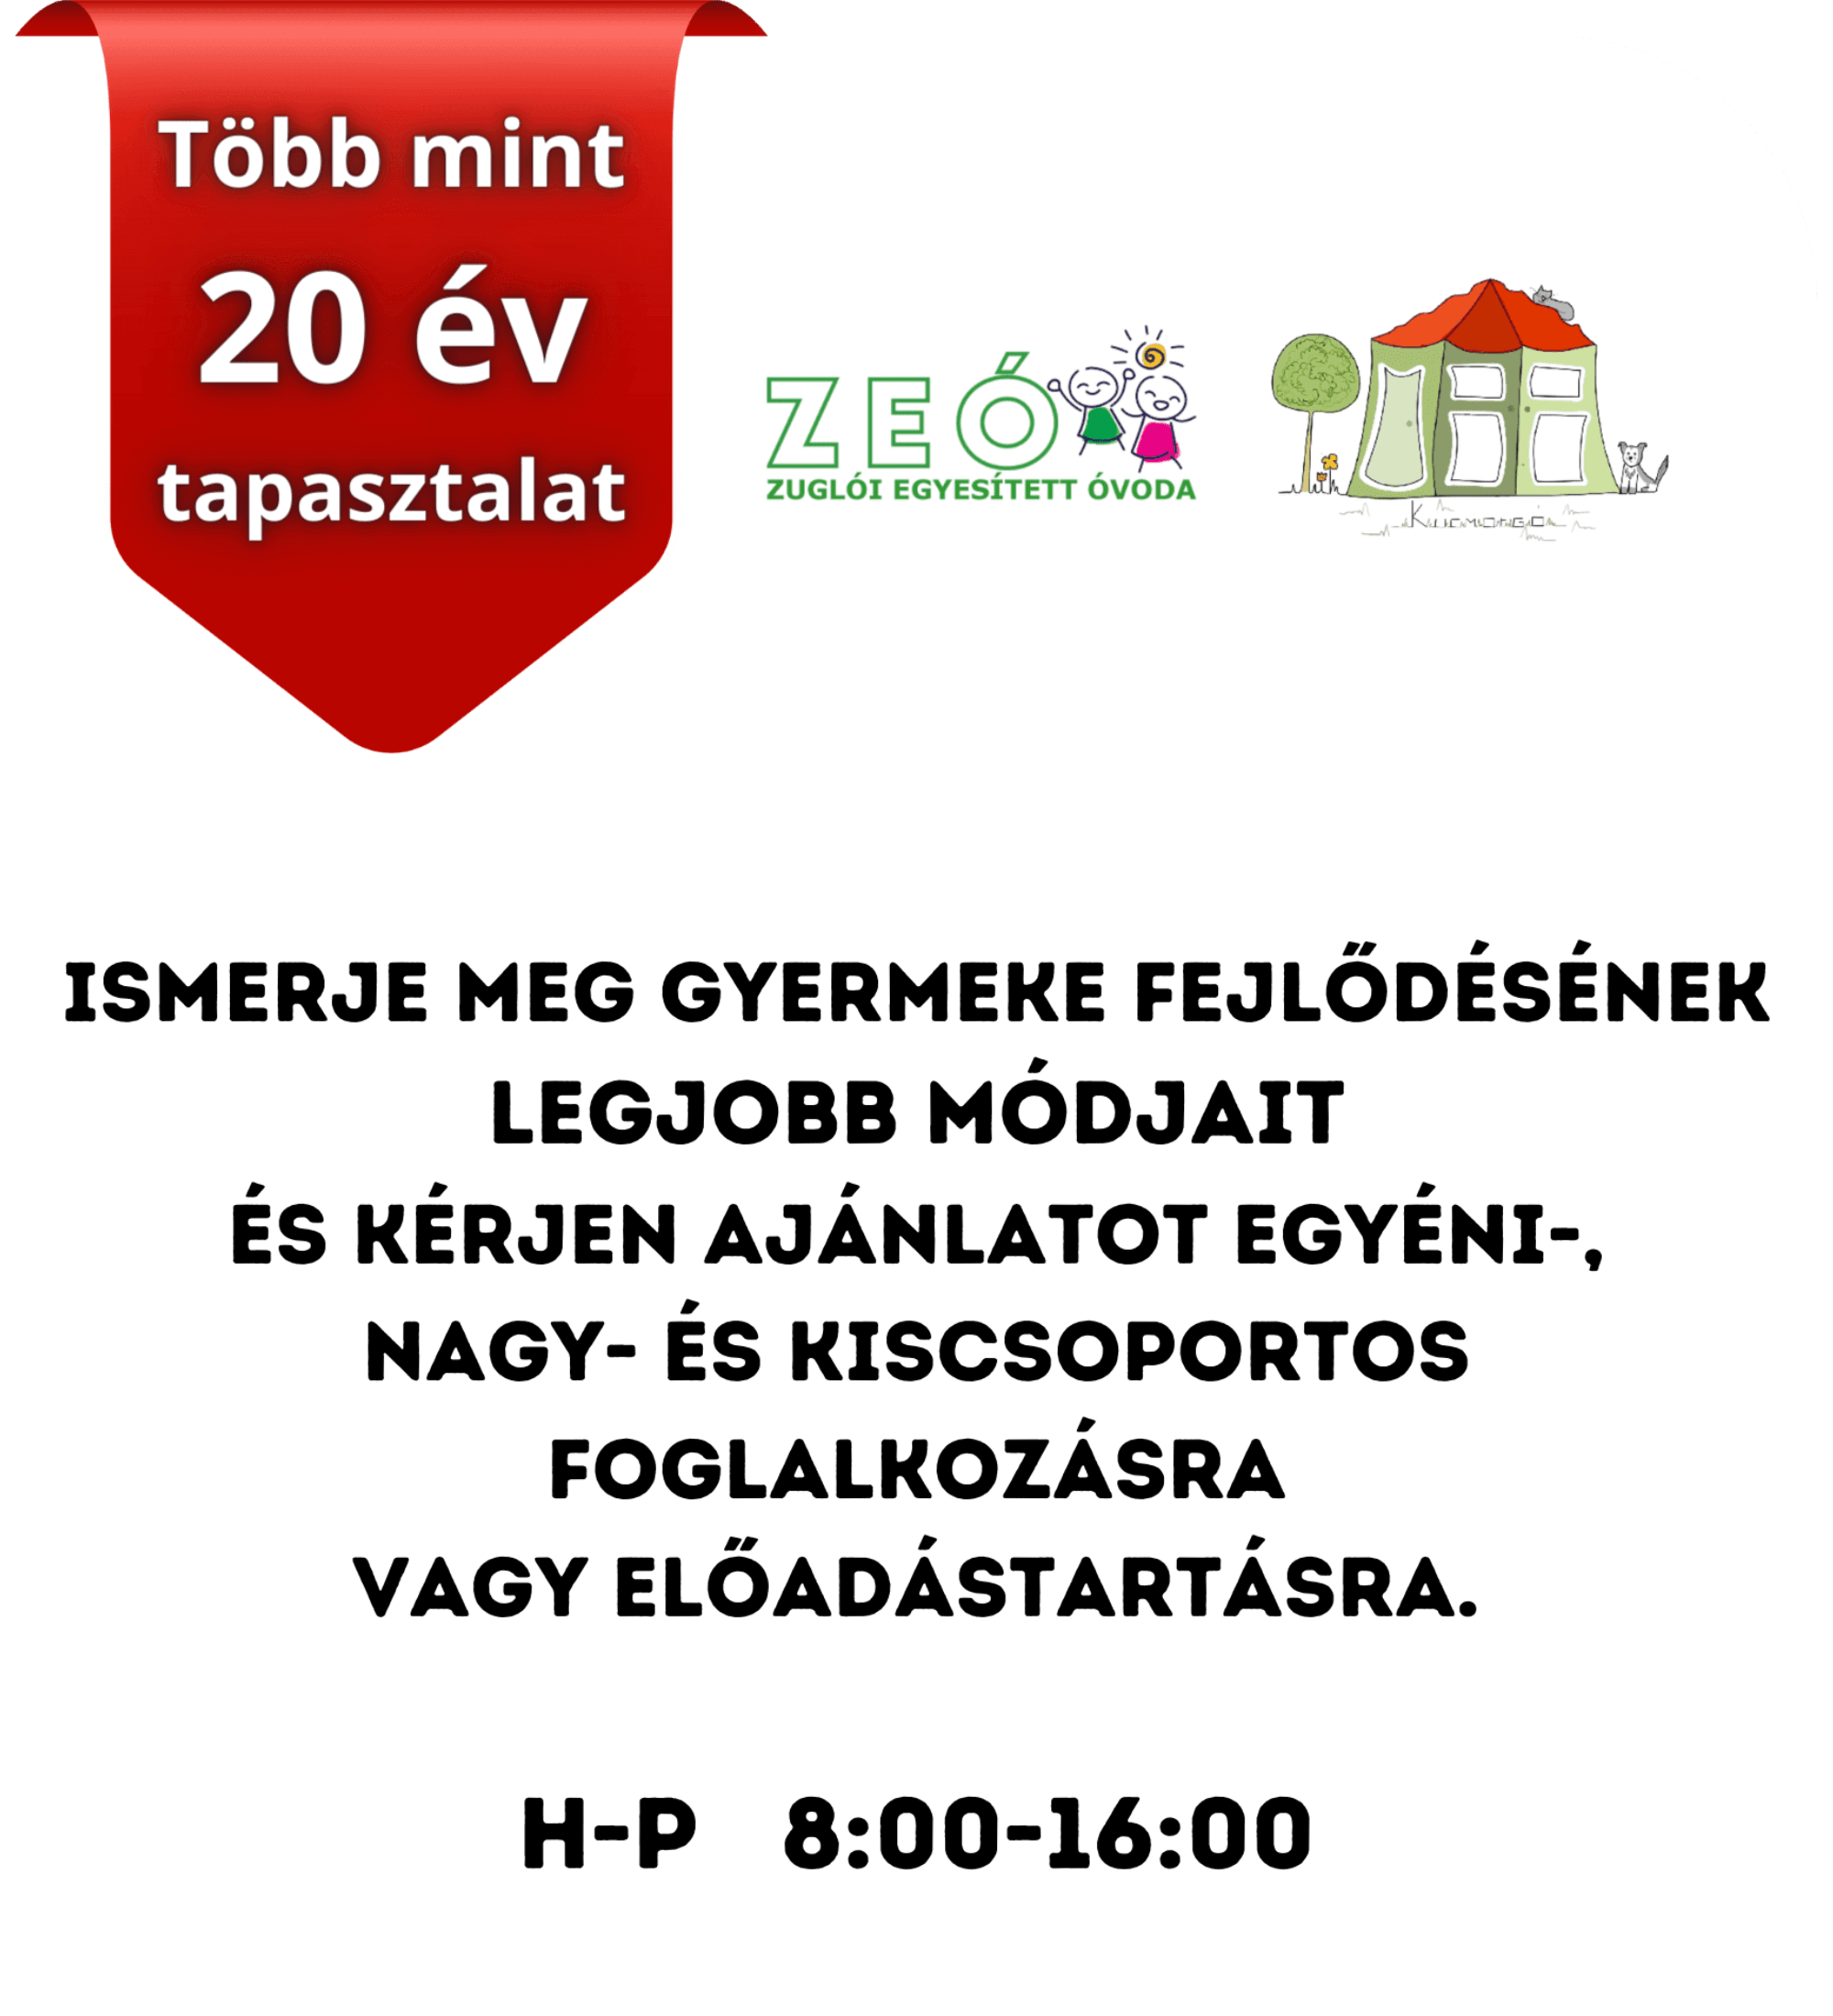 Több mint
20 év
tapasztalat
ZEÓ
ZUGLÓI EGYESÍTETT ÓVODA
Kucmorgó
ISMERJE MEG GYERMEKE FEJLŐDÉSÉNEK
LEGJOBB MÓDJAIT
ÉS KÉRJEN AJÁNLATOT EGYÉNI-,
NAGY- ÉS KISCSOPORTOS
FOGLALKOZÁSRA
VAGY ELŐADÁSTARTÁSRA.
H-P 8:00-16:00